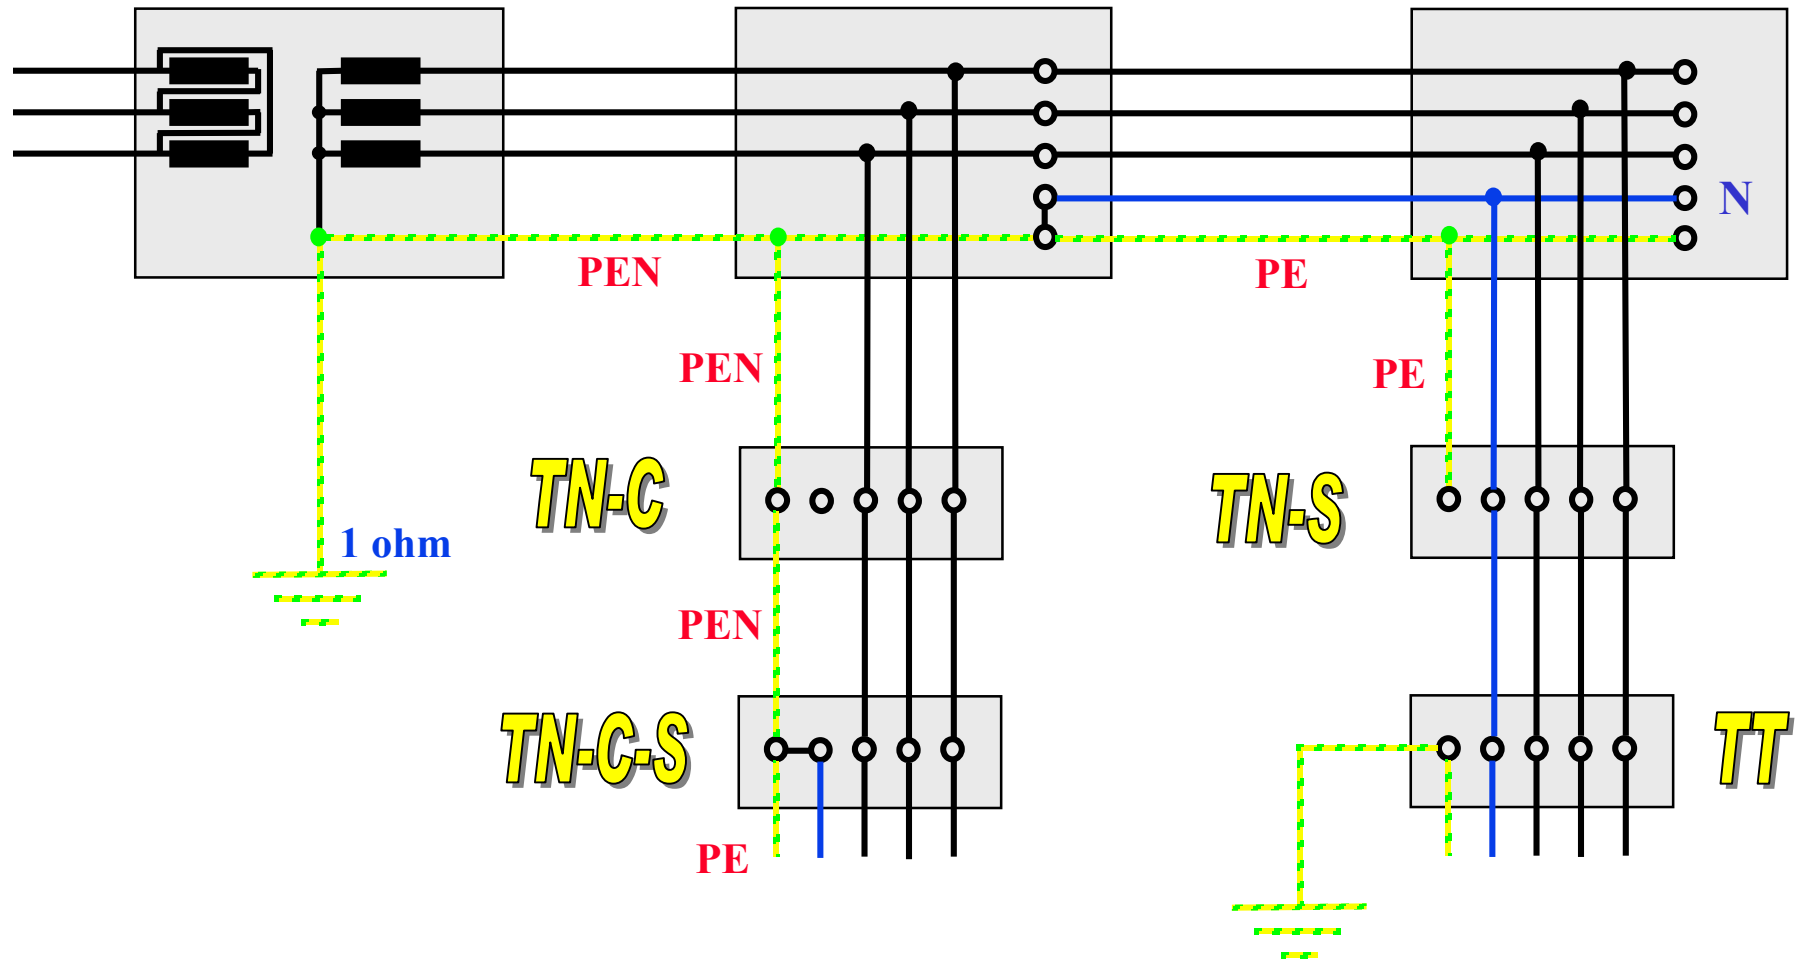 N
PEN
PE
PEN
PE
TN-C
TN-S
1 ohm
PEN
TN-C-S
TT
PE